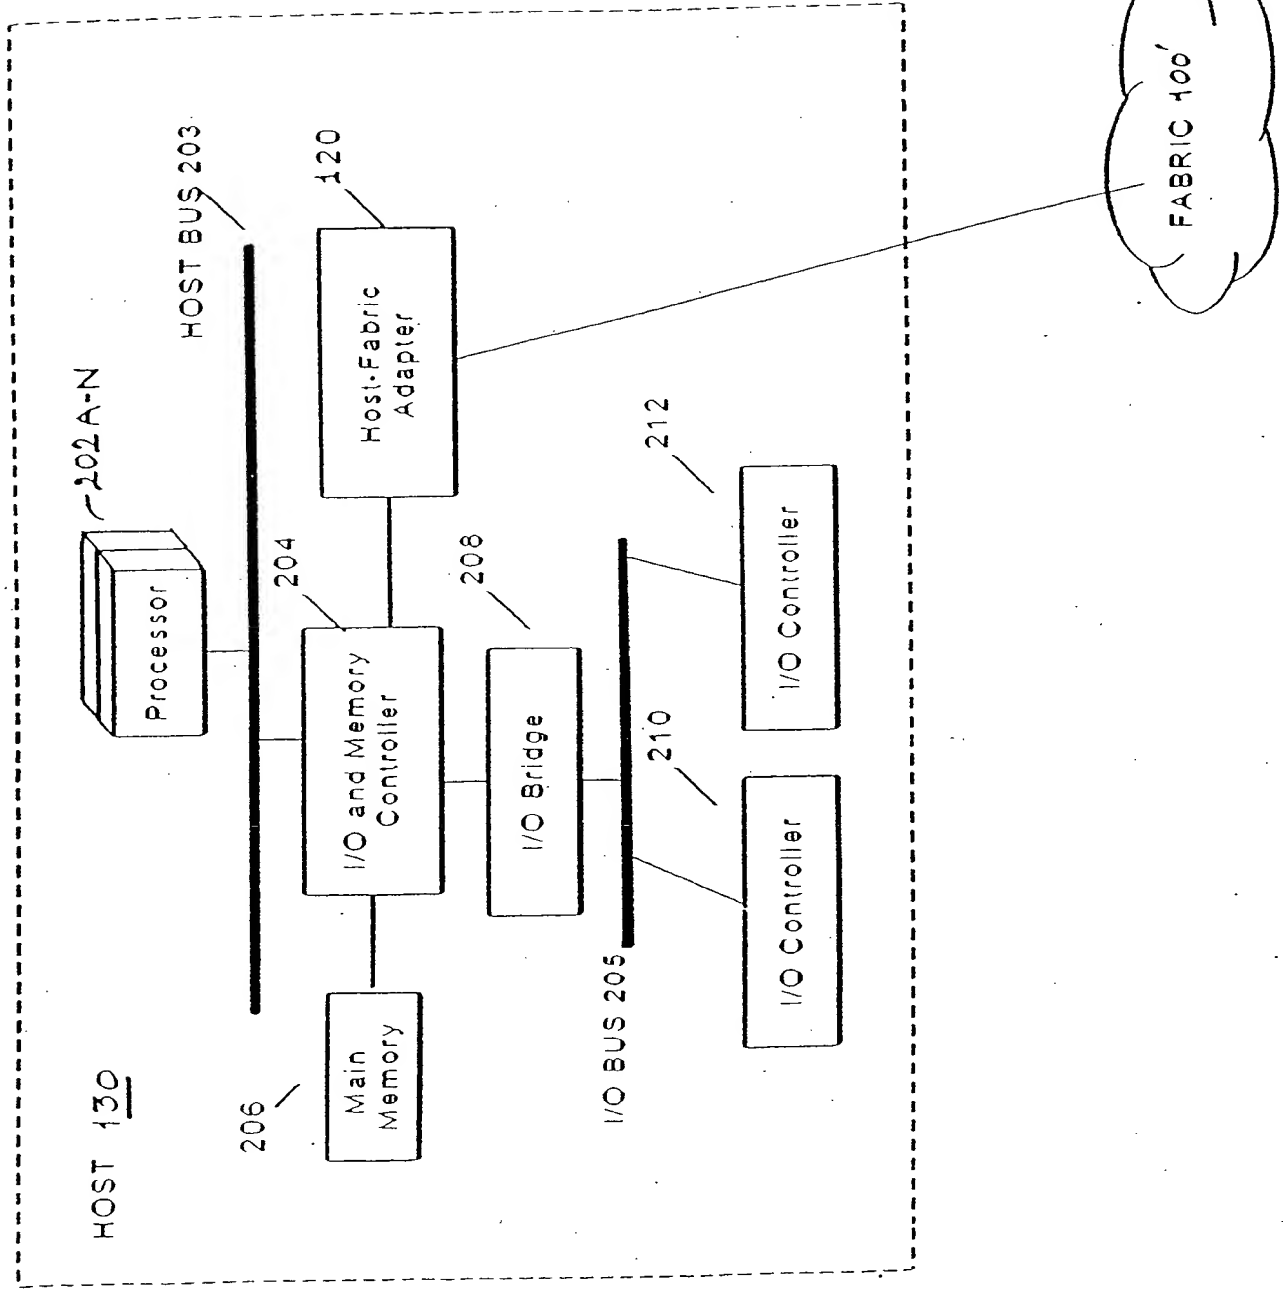 HOST 130
202A-N
Processor
HOST BUS 203
206
Main
Memory
204
I/O and Memory
Controller
120
Host-Fabric
Adapter
208
I/O Bridge
I/O BUS 205
210
I/O Controller
212
I/O Controller
FABRIC 100'